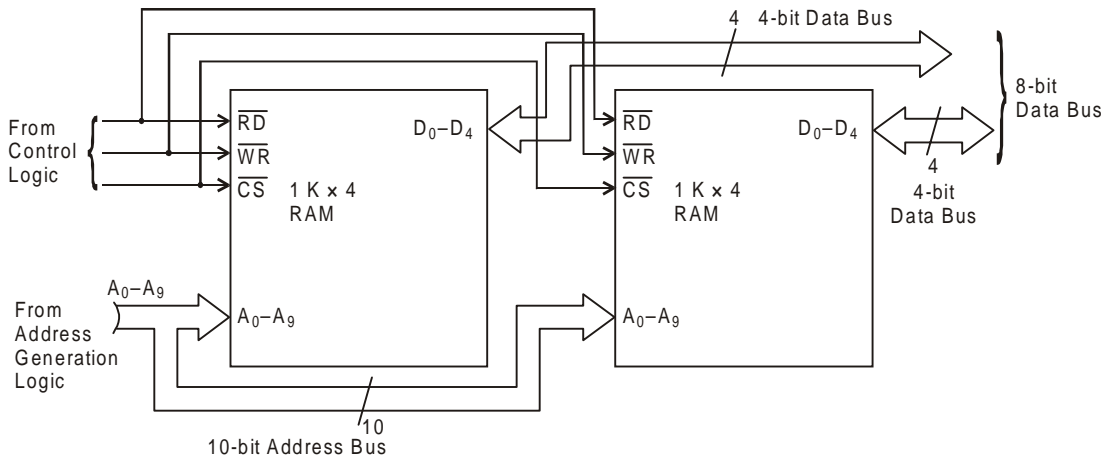 4 4-bit Data Bus
8-bit
Data Bus
From
Control
Logic
RD
WR
CS
D₀–D₄
1 K × 4
RAM
RD
WR
CS
D₀–D₄
1 K × 4
RAM
4
4-bit
Data Bus
A₀–A₉
From
Address
Generation
Logic
A₀–A₉
A₀–A₉
10
10-bit Address Bus